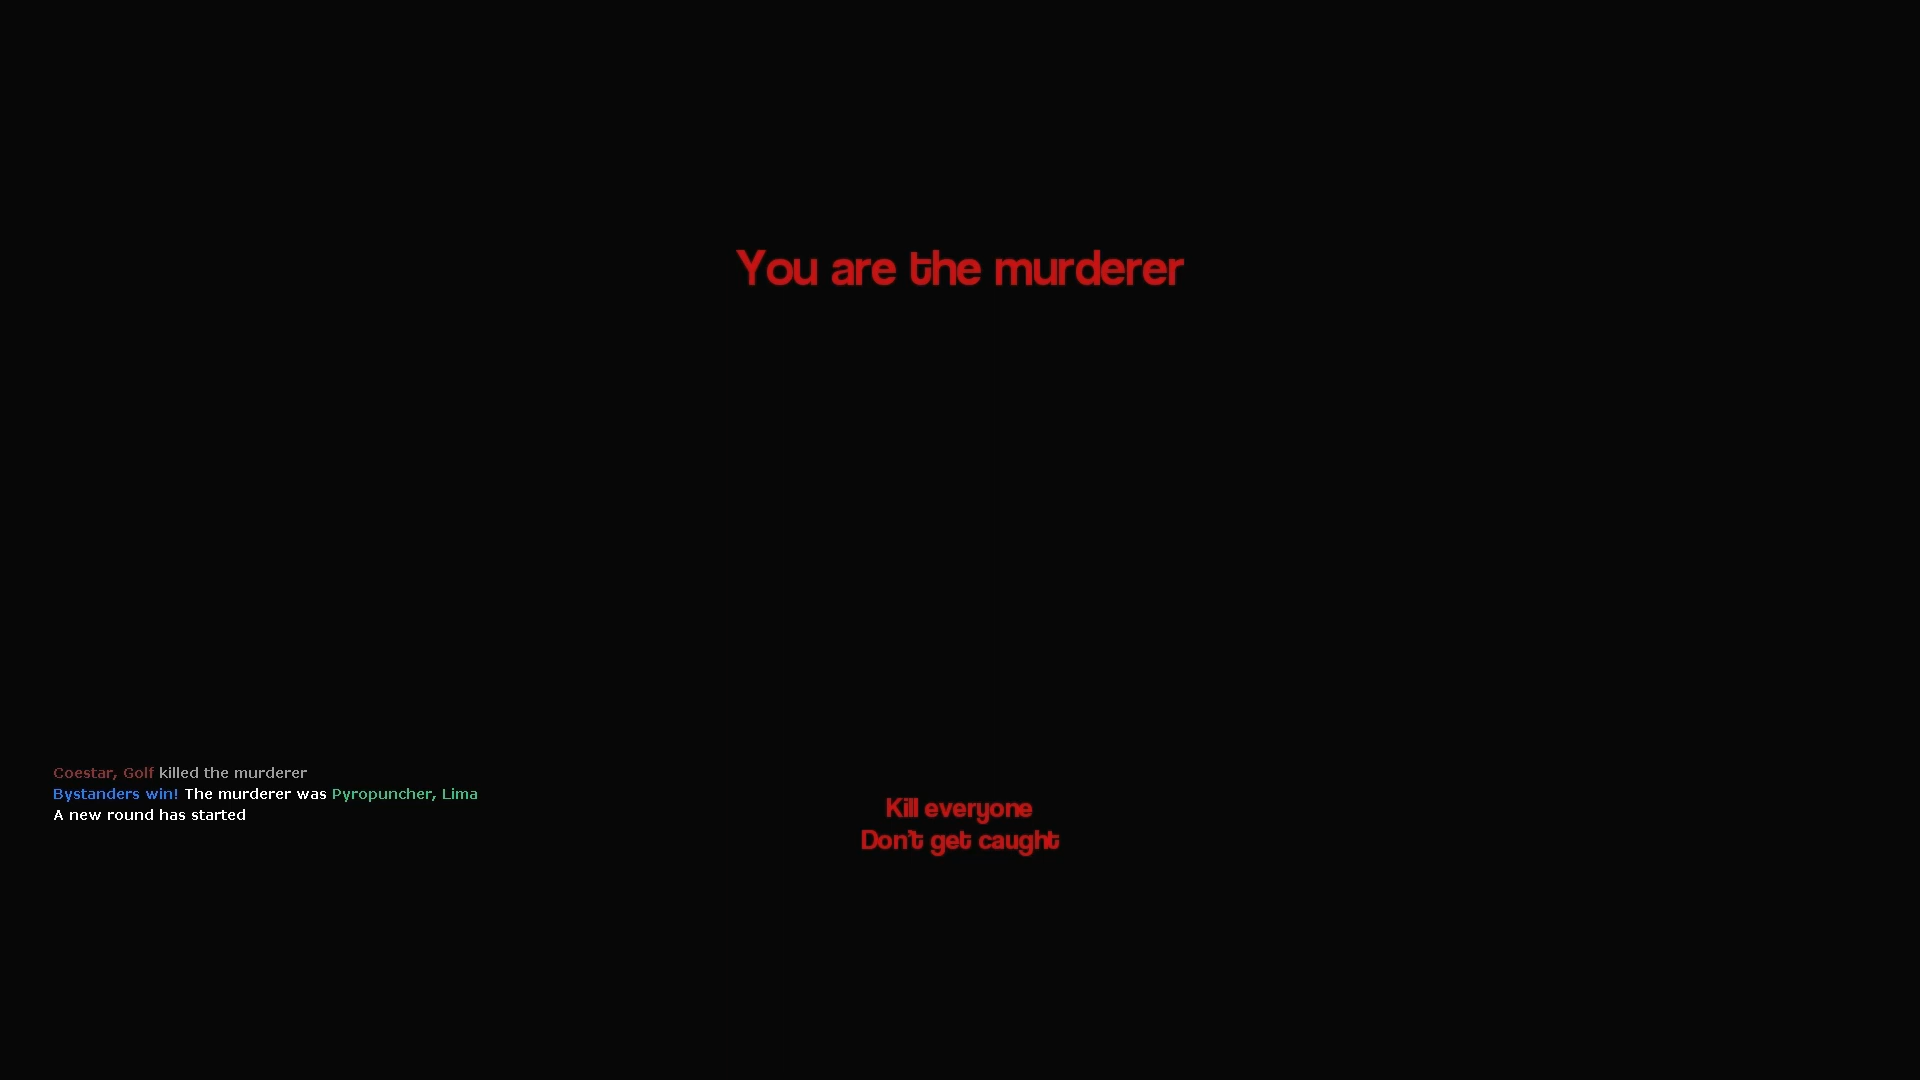 You are the murderer
Coestar, Golf killed the murderer
Bystanders win! The murderer was Pyropuncher, Lima
A new round has started
Kill everyone
Don't get caught